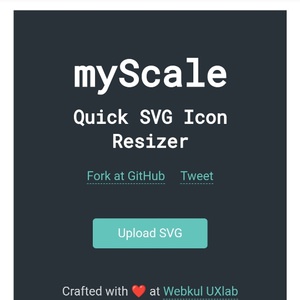 myScale
Quick SVG Icon
Resizer
Fork at GitHub Tweet
Upload SVG
Crafted with ❤️ at Webkul UXlab